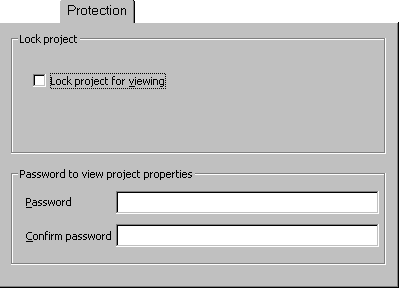 Protection
Lock project
Lock project for viewing
Password to view project properties
Password
Confirm password